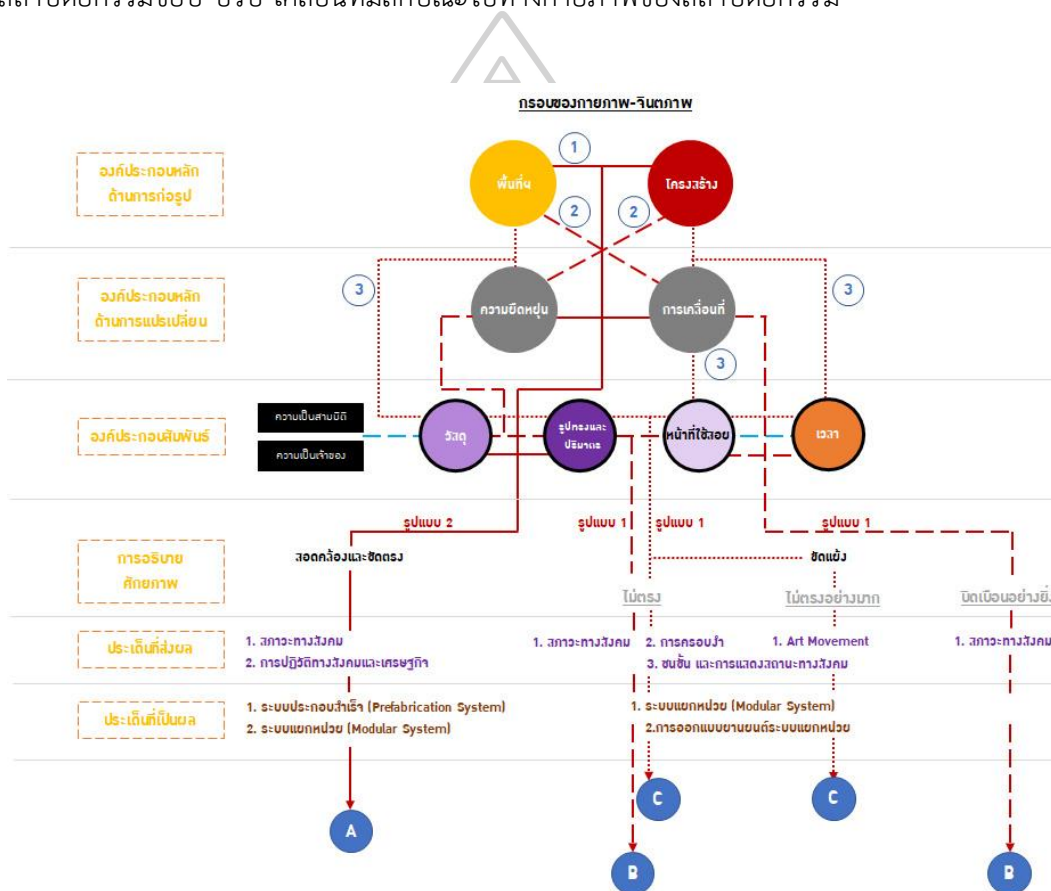 กรอบของกายภาพ-จินตภาพ
องค์ประกอบหลัก
ด้านการก่อรูป
พื้นที่ฯ
1
โครงสร้าง
2
2
องค์ประกอบหลัก
ด้านการแปรเปลี่ยน
3
ความยืดหยุ่น
การเคลื่อนที่
3
3
องค์ประกอบสัมพันธ์
ความเป็นสามมิติ
ความเป็นเจ้าของ
วัสดุ
รูปทรงและ
ปริมาตร
หน้าที่ใช้สอย
เวลา
รูปแบบ 2
รูปแบบ 1
รูปแบบ 1
รูปแบบ 1
การอธิบาย
ศักยภาพ
สอดคล้องและชัดตรง
ขัดแย้ง
ไม่ตรง
ไม่ตรงอย่างมาก
บิดเบือนอย่างยิ่ง
ประเด็นที่ส่งผล
1. สภาวะทางสังคม
2. การปฏิวัติทางสังคมและเศรษฐกิจ
1. สภาวะทางสังคม
2. การครอบงำ
3. ชนชั้น และการแสดงสถานะทางสังคม
1. Art Movement
1. สภาวะทางสังคม
ประเด็นที่เป็นผล
1. ระบบประกอบสำเร็จ (Prefabrication System)
2. ระบบแยกหน่วย (Modular System)
1. ระบบแยกหน่วย (Modular System)
2.การออกแบบยานยนต์ระบบแยกหน่วย
A
C
C
B
B